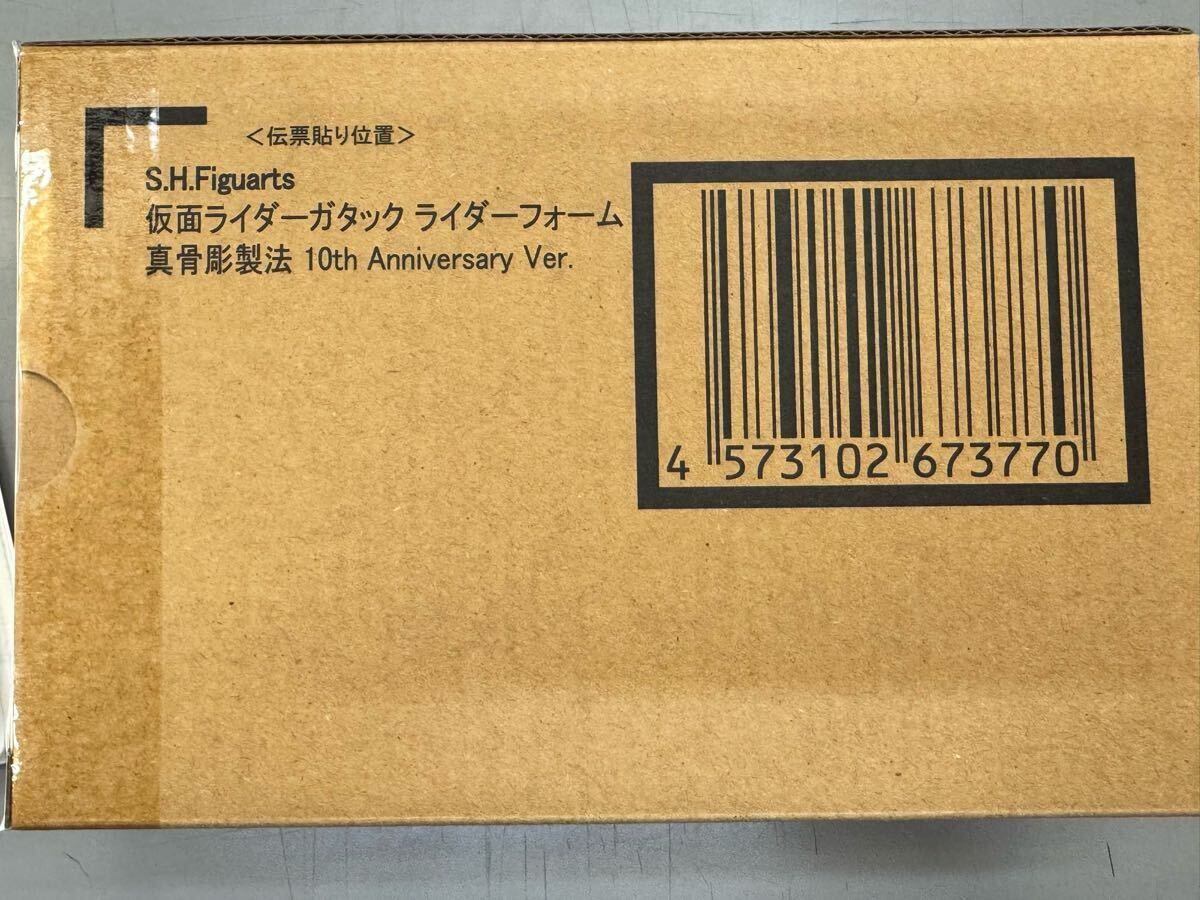 <伝票貼り位置>
S.H.Figuarts
仮面ライダーガタック ライダーフォーム
真骨彫製法 10th Anniversary Ver.
4 573102 673770